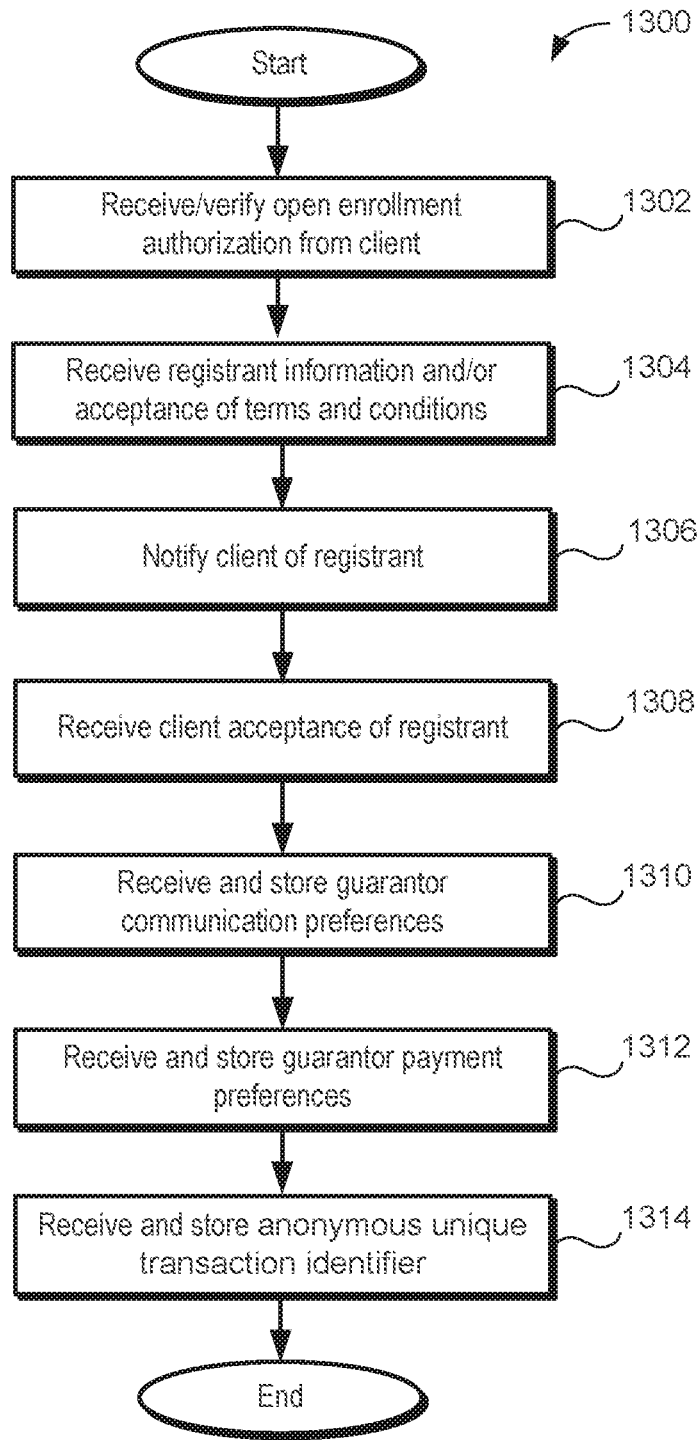 1300
Start
Receive/verify open enrollment
authorization from client
1302
Receive registrant information and/or
acceptance of terms and conditions
1304
Notify client of registrant
1306
Receive client acceptance of registrant
1308
Receive and store guarantor
communication preferences
1310
Receive and store guarantor payment
preferences
1312
Receive and store anonymous unique
transaction identifier
1314
End